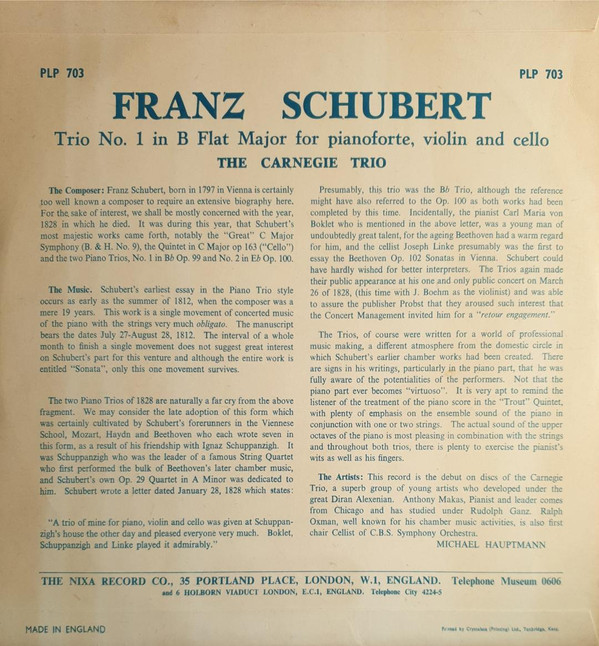 PLP 703
PLP 703
FRANZ SCHUBERT
Trio No. 1 in B Flat Major for pianoforte, violin and cello
THE CARNEGIE TRIO
The Composer: Franz Schubert, born in 1797 in Vienna is certainly
too well known a composer to require an extensive biography here.
For the sake of interest, we shall be mostly concerned with the year,
1828 in which he died. It was during this year, that Schubert's
most majestic works came forth, notably the "Great" C Major
Symphony (B. & H. No. 9), the Quintet in C Major op 163 ("Cello")
and the two Piano Trios, No. 1 in B♭ Op. 99 and No. 2 in E♭ Op. 100.
The Music. Schubert's earliest essay in the Piano Trio style
occurs as early as the summer of 1812, when the composer was a
mere 19 years. This work is a single movement of concerted music
of the piano with the strings very much obligato. The manuscript
bears the dates July 27-August 28, 1812. The interval of a whole
month to finish a single movement does not suggest great interest
on Schubert's part for this venture and although the entire work is
entitled "Sonata", only this one movement survives.
The two Piano Trios of 1828 are naturally a far cry from the above
fragment. We may consider the late adoption of this form which
was certainly cultivated by Schubert's forerunners in the Viennese
School, Mozart, Haydn and Beethoven who each wrote seven in
this form, as a result of his friendship with Ignaz Schuppanzigh. It
was Schuppanzigh who was the leader of a famous String Quartet
who first performed the bulk of Beethoven's later chamber music,
and Schubert's own Op. 29 Quartet in A Minor was dedicated to
him. Schubert wrote a letter dated January 28, 1828 which states:
"A trio of mine for piano, violin and cello was given at Schuppan-
zigh's house the other day and pleased everyone very much. Boklet,
Schuppanzigh and Linke played it admirably."
Presumably, this trio was the B♭ Trio, although the reference
might have also referred to the Op. 100 as both works had been
completed by this time. Incidentally, the pianist Carl Maria von
Boklet who is mentioned in the above letter, was a young man of
undoubtedly great talent, for the ageing Beethoven had a warm regard
for him, and the cellist Joseph Linke presumably was the first to
essay the Beethoven Op. 102 Sonatas in Vienna. Schubert could
have hardly wished for better interpreters. The Trios again made
their public appearance at his one and only public concert on March
26 of 1828, (this time with J. Boehm as the violinist) and was able
to assure the publisher Probst that they aroused such interest that
the Concert Management invited him for a "retour engagement."
The Trios, of course were written for a world of professional
music making, a different atmosphere from the domestic circle in
which Schubert's earlier chamber works had been created. There
are signs in his writings, particularly in the piano part, that he was
fully aware of the potentialities of the performers. Not that the
piano part ever becomes "virtuoso". It is very apt to remind the
listener of the treatment of the piano score in the "Trout" Quintet,
with plenty of emphasis on the ensemble sound of the piano in
conjunction with one or two strings. The actual sound of the upper
octaves of the piano is most pleasing in combination with the strings
and throughout both trios, there is plenty to exercise the pianist's
wits as well as his fingers.
The Artists: This record is the debut on discs of the Carnegie
Trio, a superb group of young artists who developed under the
great Diran Alexenian. Anthony Makas, Pianist and leader comes
from Chicago and has studied under Rudolph Ganz. Ralph
Oxman, well known for his chamber music activities, is also first
chair Cellist of C.B.S. Symphony Orchestra.
MICHAEL HAUPTMANN
THE NIXA RECORD CO., 35 PORTLAND PLACE, LONDON, W.1, ENGLAND. Telephone Museum 0606
and 6 HOLBORN VIADUCT LONDON, E.C.1, ENGLAND. Telephone City 4224-5
MADE IN ENGLAND
Printed by (Printing) Ltd., Tonbridge, Kent.